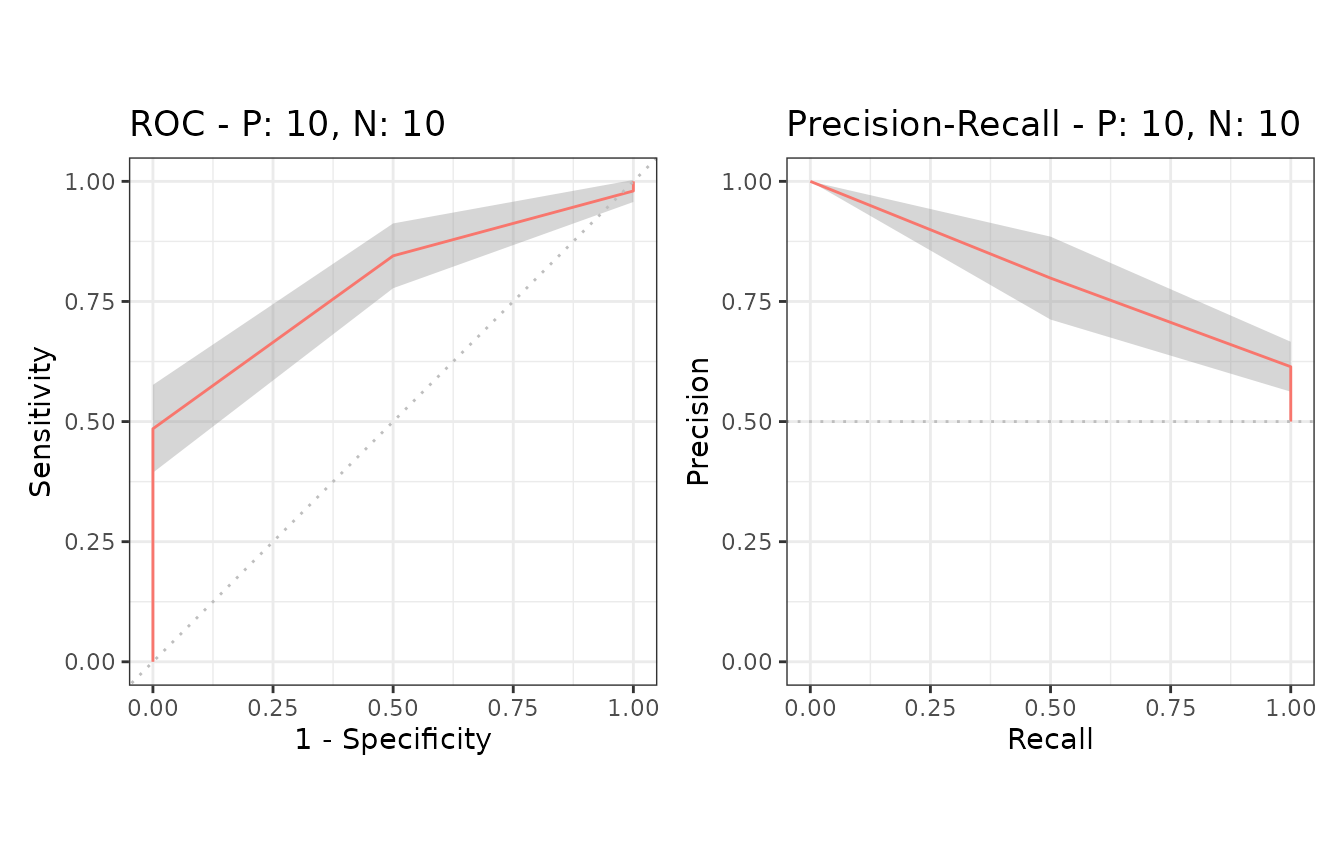 ROC - P: 10, N: 10
1.00
0.75
0.50
0.25
0.00
Sensitivity
0.00 0.25 0.50 0.75 1.00
1 - Specificity
Precision-Recall - P: 10, N: 10
1.00
0.75
0.50
0.25
0.00
Precision
0.00 0.25 0.50 0.75 1.00
Recall